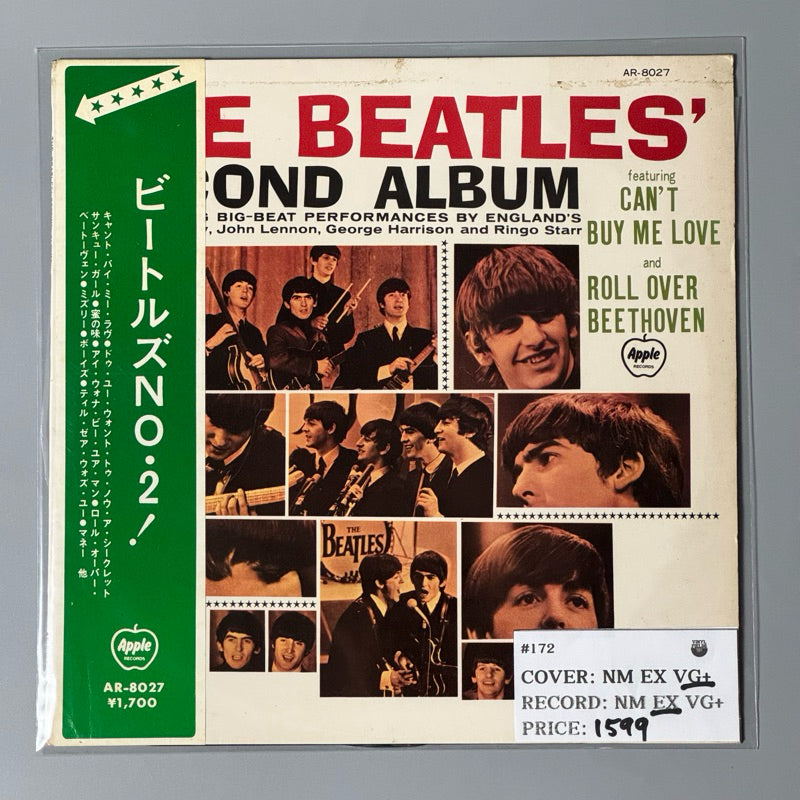 AR-8027
E BEATLES'
COND ALBUM
BIG-BEAT PERFORMANCES BY ENGLAND'S
, John Lennon, George Harrison and Ringo Starr
featuring
CAN'T
BUY ME LOVE
and
ROLL OVER
BEETHOVEN
Apple
RECORDS
ビートルズNO.2!
キャント・バイ・ミー・ラヴ●ドゥ・ユー・ウォント・トゥ・ノウ・ア・シークレット
サンキュー・ガール●蜜の味●アイ・ウォナ・ビー・ユア・マン●ロール・オーバー・
ベートーヴェン●ミズリー●ボーイズ●ティル・ゼア・ウォズ・ユー●マネー 他
Apple
RECORDS
AR-8027
¥1,700
THE
BEATLES
#172
COVER: NM EX VG+
RECORD: NM EX VG+
PRICE: 1599